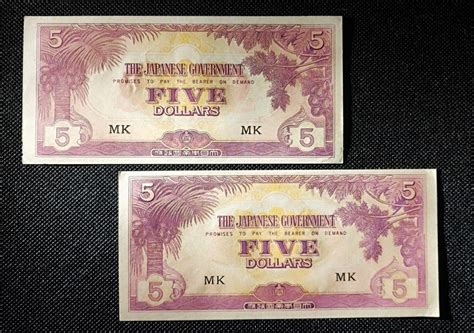 5 5
THE JAPANESE GOVERNMENT
PROMISES TO PAY THE BEARER ON DEMAND
FIVE
DOLLARS
MK MK
5 5
5 5
THE JAPANESE GOVERNMENT
PROMISES TO PAY THE BEARER ON DEMAND
FIVE
DOLLARS
MK MK
5 5